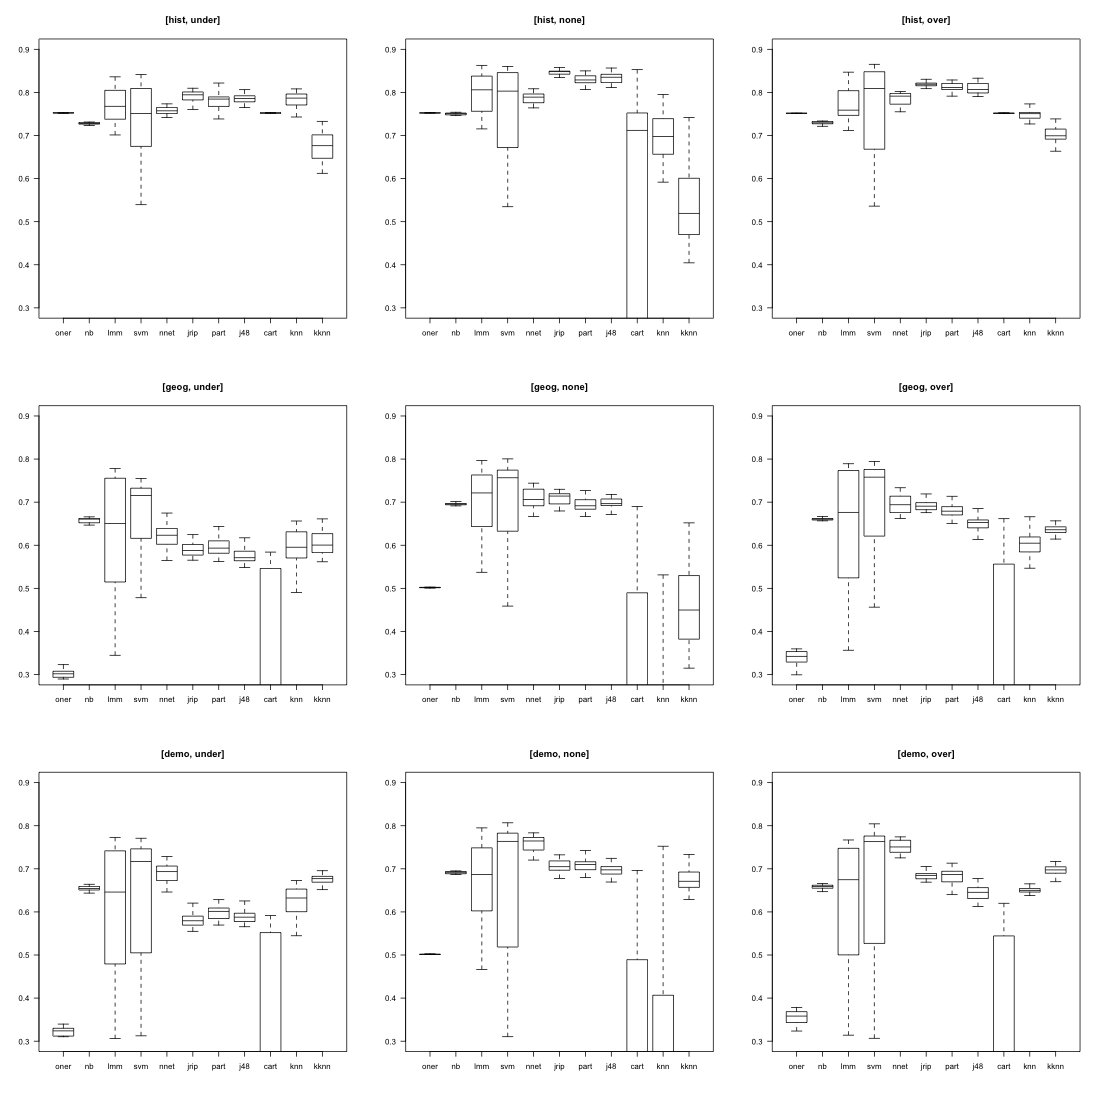 [hist, under] [hist, none] [hist, over]
0.9 0.9 0.9
0.8 0.8 0.8
0.7 0.7 0.7
0.6 0.6 0.6
0.5 0.5 0.5
0.4 0.4 0.4
0.3 0.3 0.3
oner nb lmm svm nnet jrip part j48 cart knn kknn oner nb lmm svm nnet jrip part j48 cart knn kknn oner nb lmm svm nnet jrip part j48 cart knn kknn
[geog, under] [geog, none] [geog, over]
0.9 0.9 0.9
0.8 0.8 0.8
0.7 0.7 0.7
0.6 0.6 0.6
0.5 0.5 0.5
0.4 0.4 0.4
0.3 0.3 0.3
oner nb lmm svm nnet jrip part j48 cart knn kknn oner nb lmm svm nnet jrip part j48 cart knn kknn oner nb lmm svm nnet jrip part j48 cart knn kknn
[demo, under] [demo, none] [demo, over]
0.9 0.9 0.9
0.8 0.8 0.8
0.7 0.7 0.7
0.6 0.6 0.6
0.5 0.5 0.5
0.4 0.4 0.4
0.3 0.3 0.3
oner nb lmm svm nnet jrip part j48 cart knn kknn oner nb lmm svm nnet jrip part j48 cart knn kknn oner nb lmm svm nnet jrip part j48 cart knn kknn